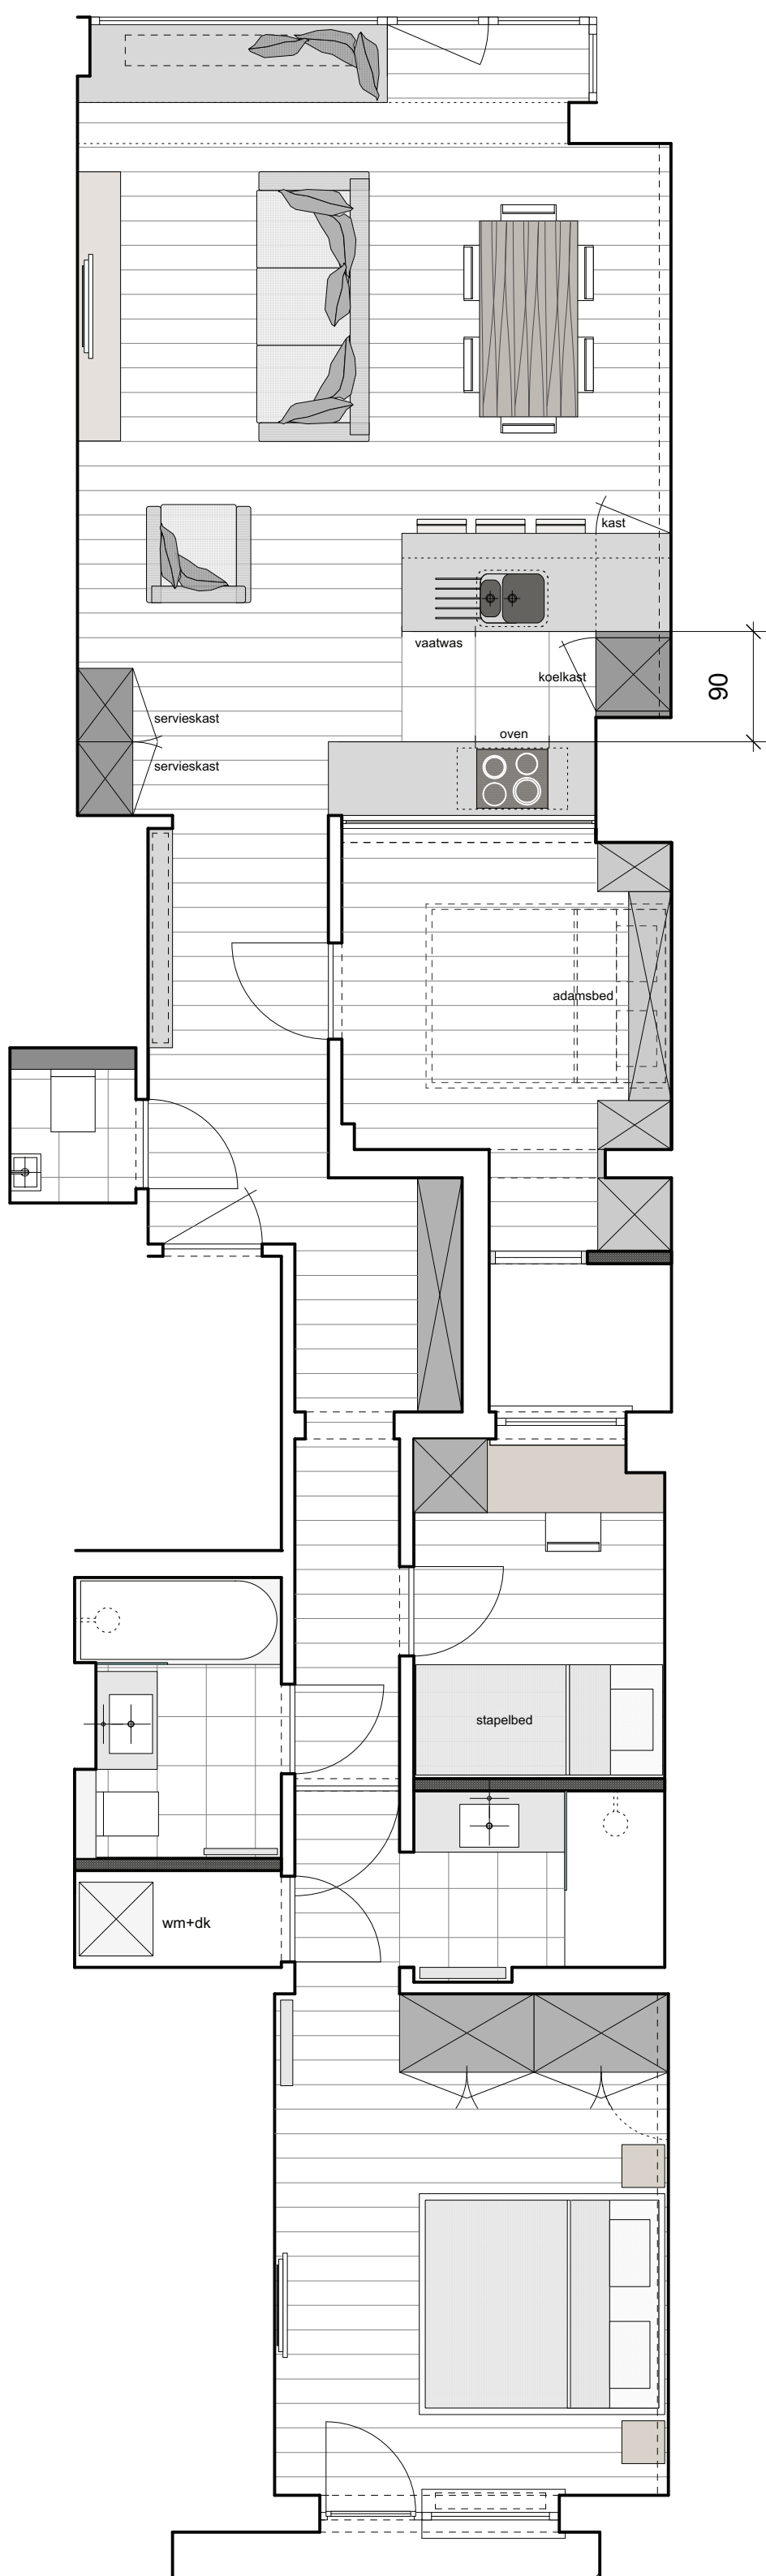 kast
vaatwas
koelkast
90
servieskast
oven
servieskast
adamsbed
stapelbed
wm+dk